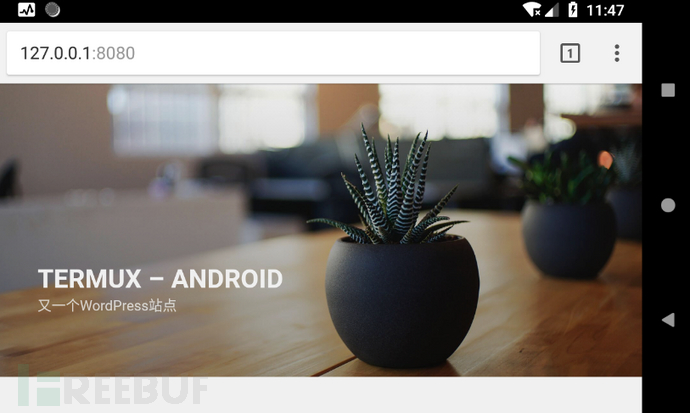 11:47
127.0.0.1:8080
1
TERMUX – ANDROID
又一个WordPress站点
FREEBUF